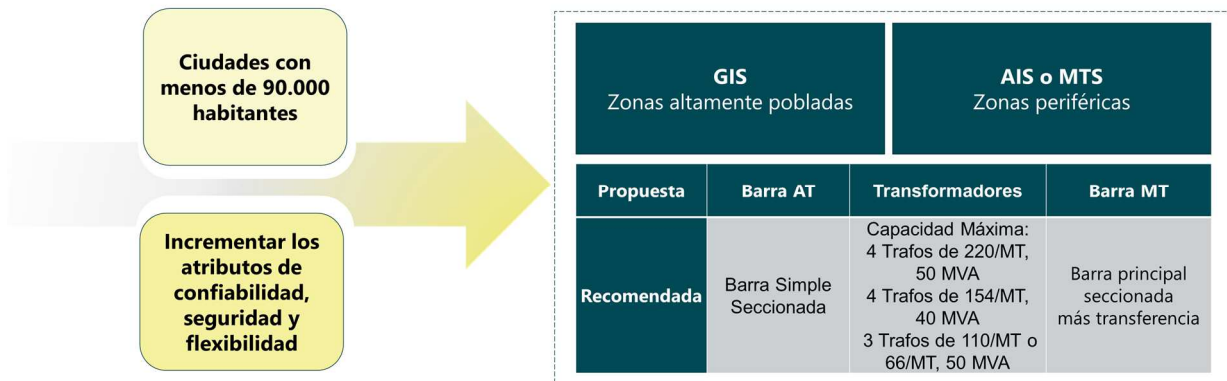 Ciudades con
menos de 90.000
habitantes
Incrementar los
atributos de
confiabilidad,
seguridad y
flexibilidad
GIS
Zonas altamente pobladas
AIS o MTS
Zonas periféricas
Propuesta
Barra AT
Transformadores
Barra MT
Recomendada
Barra Simple
Seccionada
Capacidad Máxima:
4 Trafos de 220/MT,
50 MVA
4 Trafos de 154/MT,
40 MVA
3 Trafos de 110/MT o
66/MT, 50 MVA
Barra principal
seccionada
más transferencia